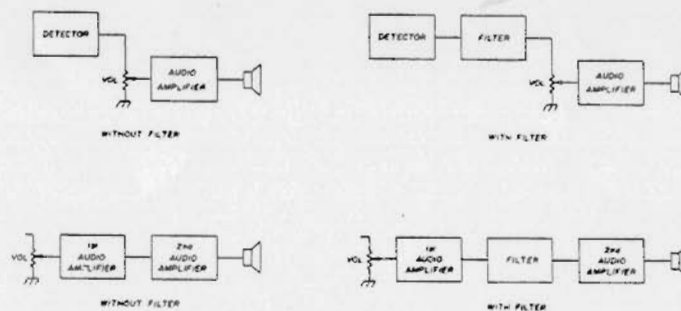 DETECTOR
VOL
AUDIO
AMPLIFIER
WITHOUT FILTER
DETECTOR
FILTER
VOL
AUDIO
AMPLIFIER
WITH FILTER
VOL
1st
AUDIO
AMPLIFIER
2nd
AUDIO
AMPLIFIER
WITHOUT FILTER
VOL
1st
AUDIO
AMPLIFIER
FILTER
2nd
AUDIO
AMPLIFIER
WITH FILTER